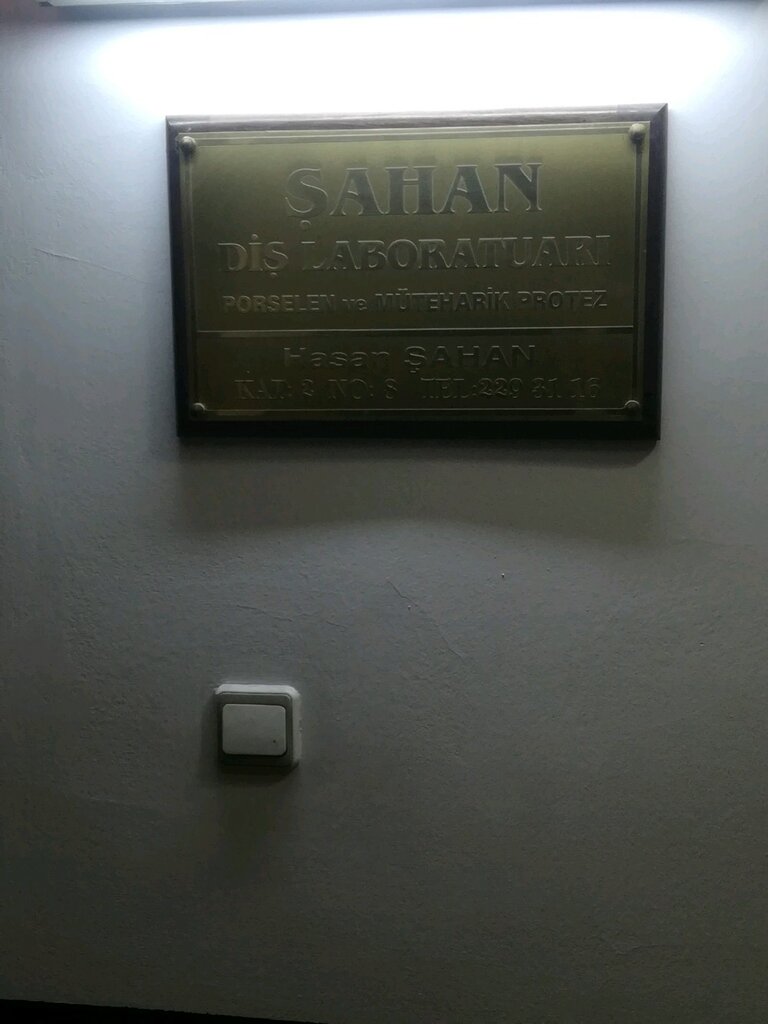 ŞAHAN
DİŞ LABORATUARI
PORSELEN ve MÜTEHARİK PROTEZ
Hasan ŞAHAN
KAT: 3 NO: 8 TEL:229 31 16